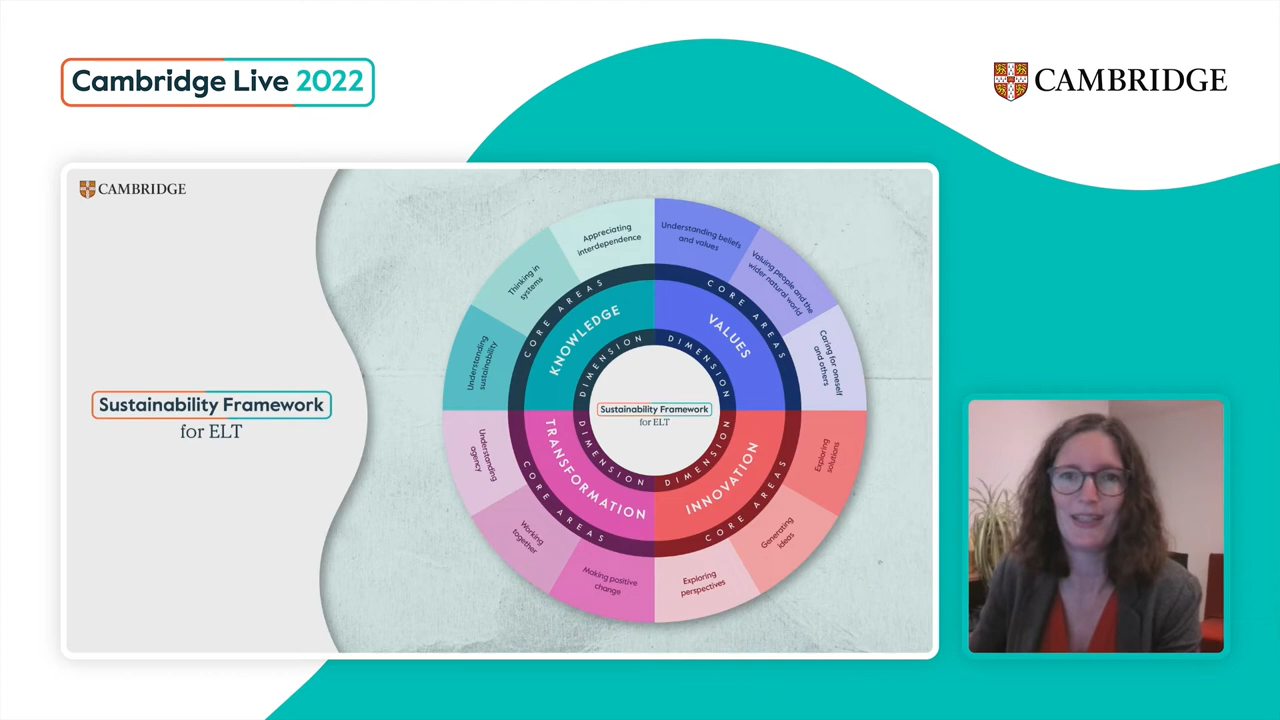 Cambridge Live 2022
CAMBRIDGE
CAMBRIDGE
Sustainability Framework
for ELT
Appreciating
interdependence
Thinking in
systems
Understanding
sustainability
CORE AREAS
KNOWLEDGE
DIMENSION
Understanding beliefs
and values
Valuing people and the
wider natural world
Caring for oneself
and others
CORE AREAS
VALUES
DIMENSION
Sustainability Framework
for ELT
Understanding
agency
Working
together
Making positive
change
CORE AREAS
TRANSFORMATION
DIMENSION
Exploring
solutions
Generating
ideas
Exploring
perspectives
CORE AREAS
INNOVATION
DIMENSION